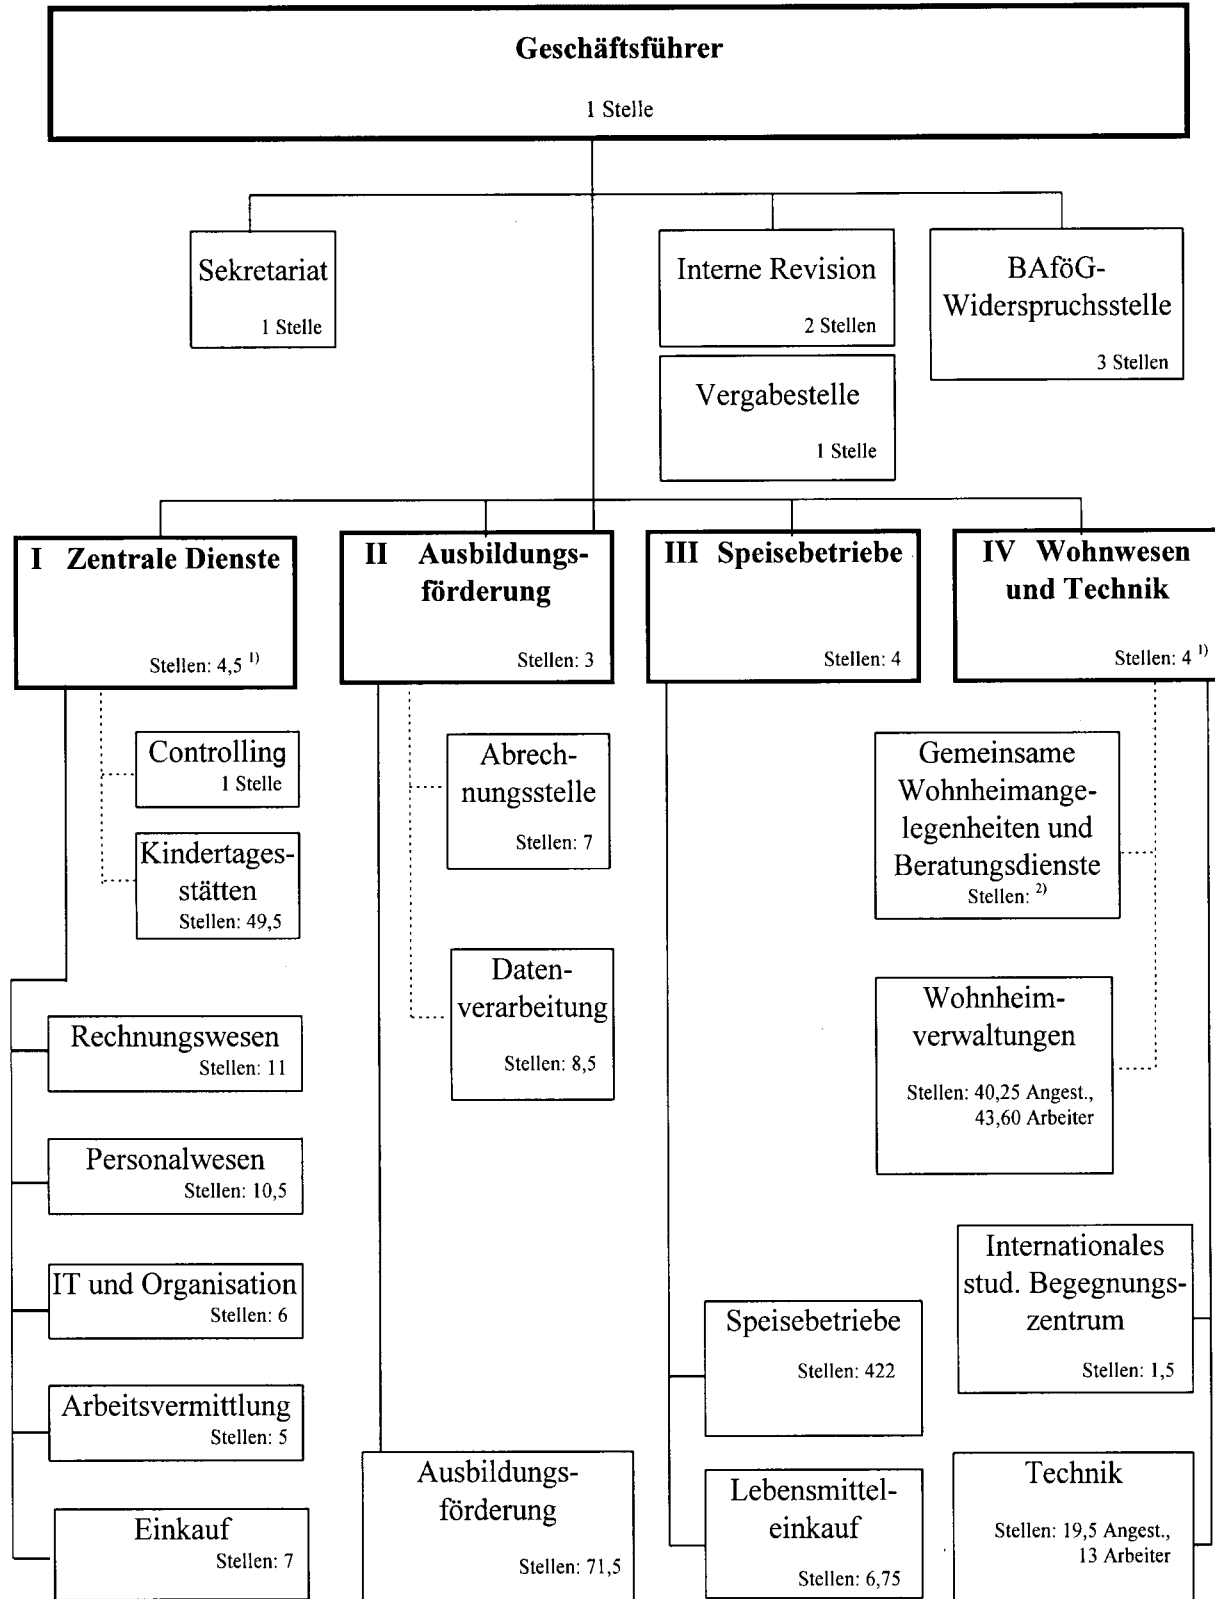 Geschäftsführer
1 Stelle
Sekretariat
1 Stelle
Interne Revision
2 Stellen
BAföG-
Widerspruchsstelle
3 Stellen
Vergabestelle
1 Stelle
I Zentrale Dienste
Stellen: 4,5 1)
II Ausbildungs-
förderung
Stellen: 3
III Speisebetriebe
Stellen: 4
IV Wohnwesen
und Technik
Stellen: 4 1)
Controlling
1 Stelle
Kindertages-
stätten
Stellen: 49,5
Rechnungswesen
Stellen: 11
Personalwesen
Stellen: 10,5
IT und Organisation
Stellen: 6
Arbeitsvermittlung
Stellen: 5
Einkauf
Stellen: 7
Abrech-
nungsstelle
Stellen: 7
Daten-
verarbeitung
Stellen: 8,5
Ausbildungs-
förderung
Stellen: 71,5
Speisebetriebe
Stellen: 422
Lebensmittel-
einkauf
Stellen: 6,75
Gemeinsame
Wohnheimange-
legenheiten und
Beratungsdienste
Stellen: 2)
Wohnheim-
verwaltungen
Stellen: 40,25 Angest.,
43,60 Arbeiter
Internationales
stud. Begegnungs-
zentrum
Stellen: 1,5
Technik
Stellen: 19,5 Angest.,
13 Arbeiter